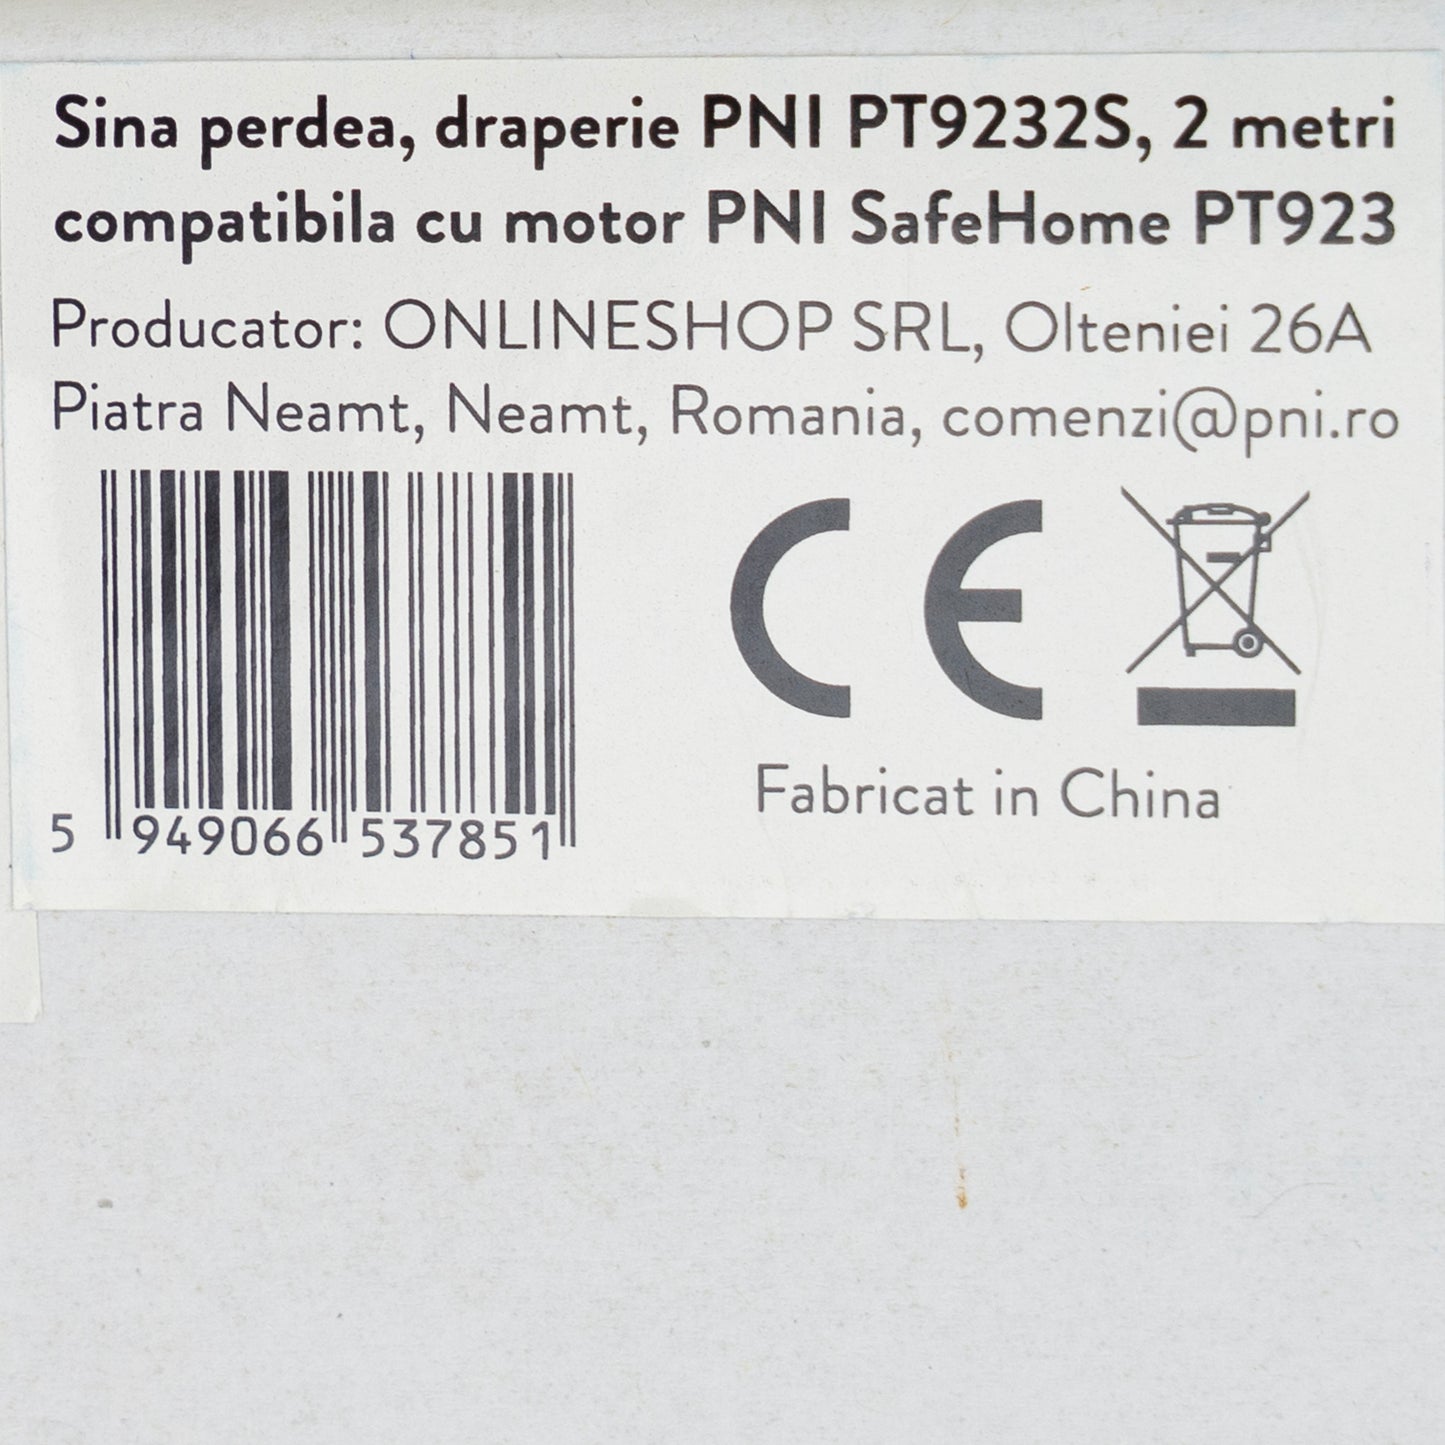 Sina perdea, draperie PNI PT9232S, 2 metri
compatibila cu motor PNI SafeHome PT923
Producator: ONLINESHOP SRL, Olteniei 26A
Piatra Neamt, Neamt, Romania, comenzi@pni.ro
CE
Fabricat in China
5 949066 537851